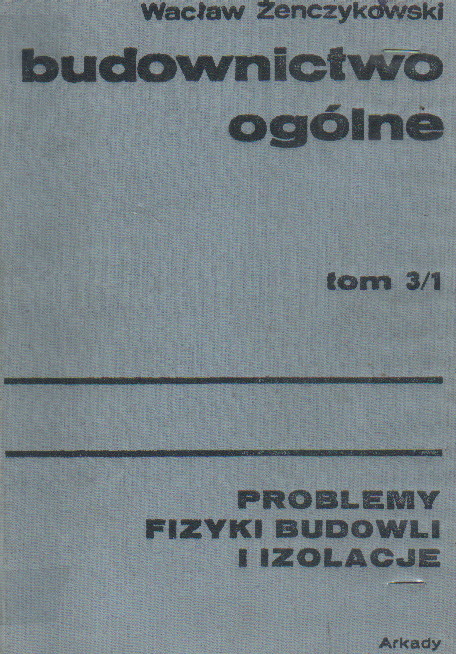 Wacław Żenczykowski
budownictwo
ogólne
tom 3/1
PROBLEMY
FIZYKI BUDOWLI
I IZOLACJE
Arkady